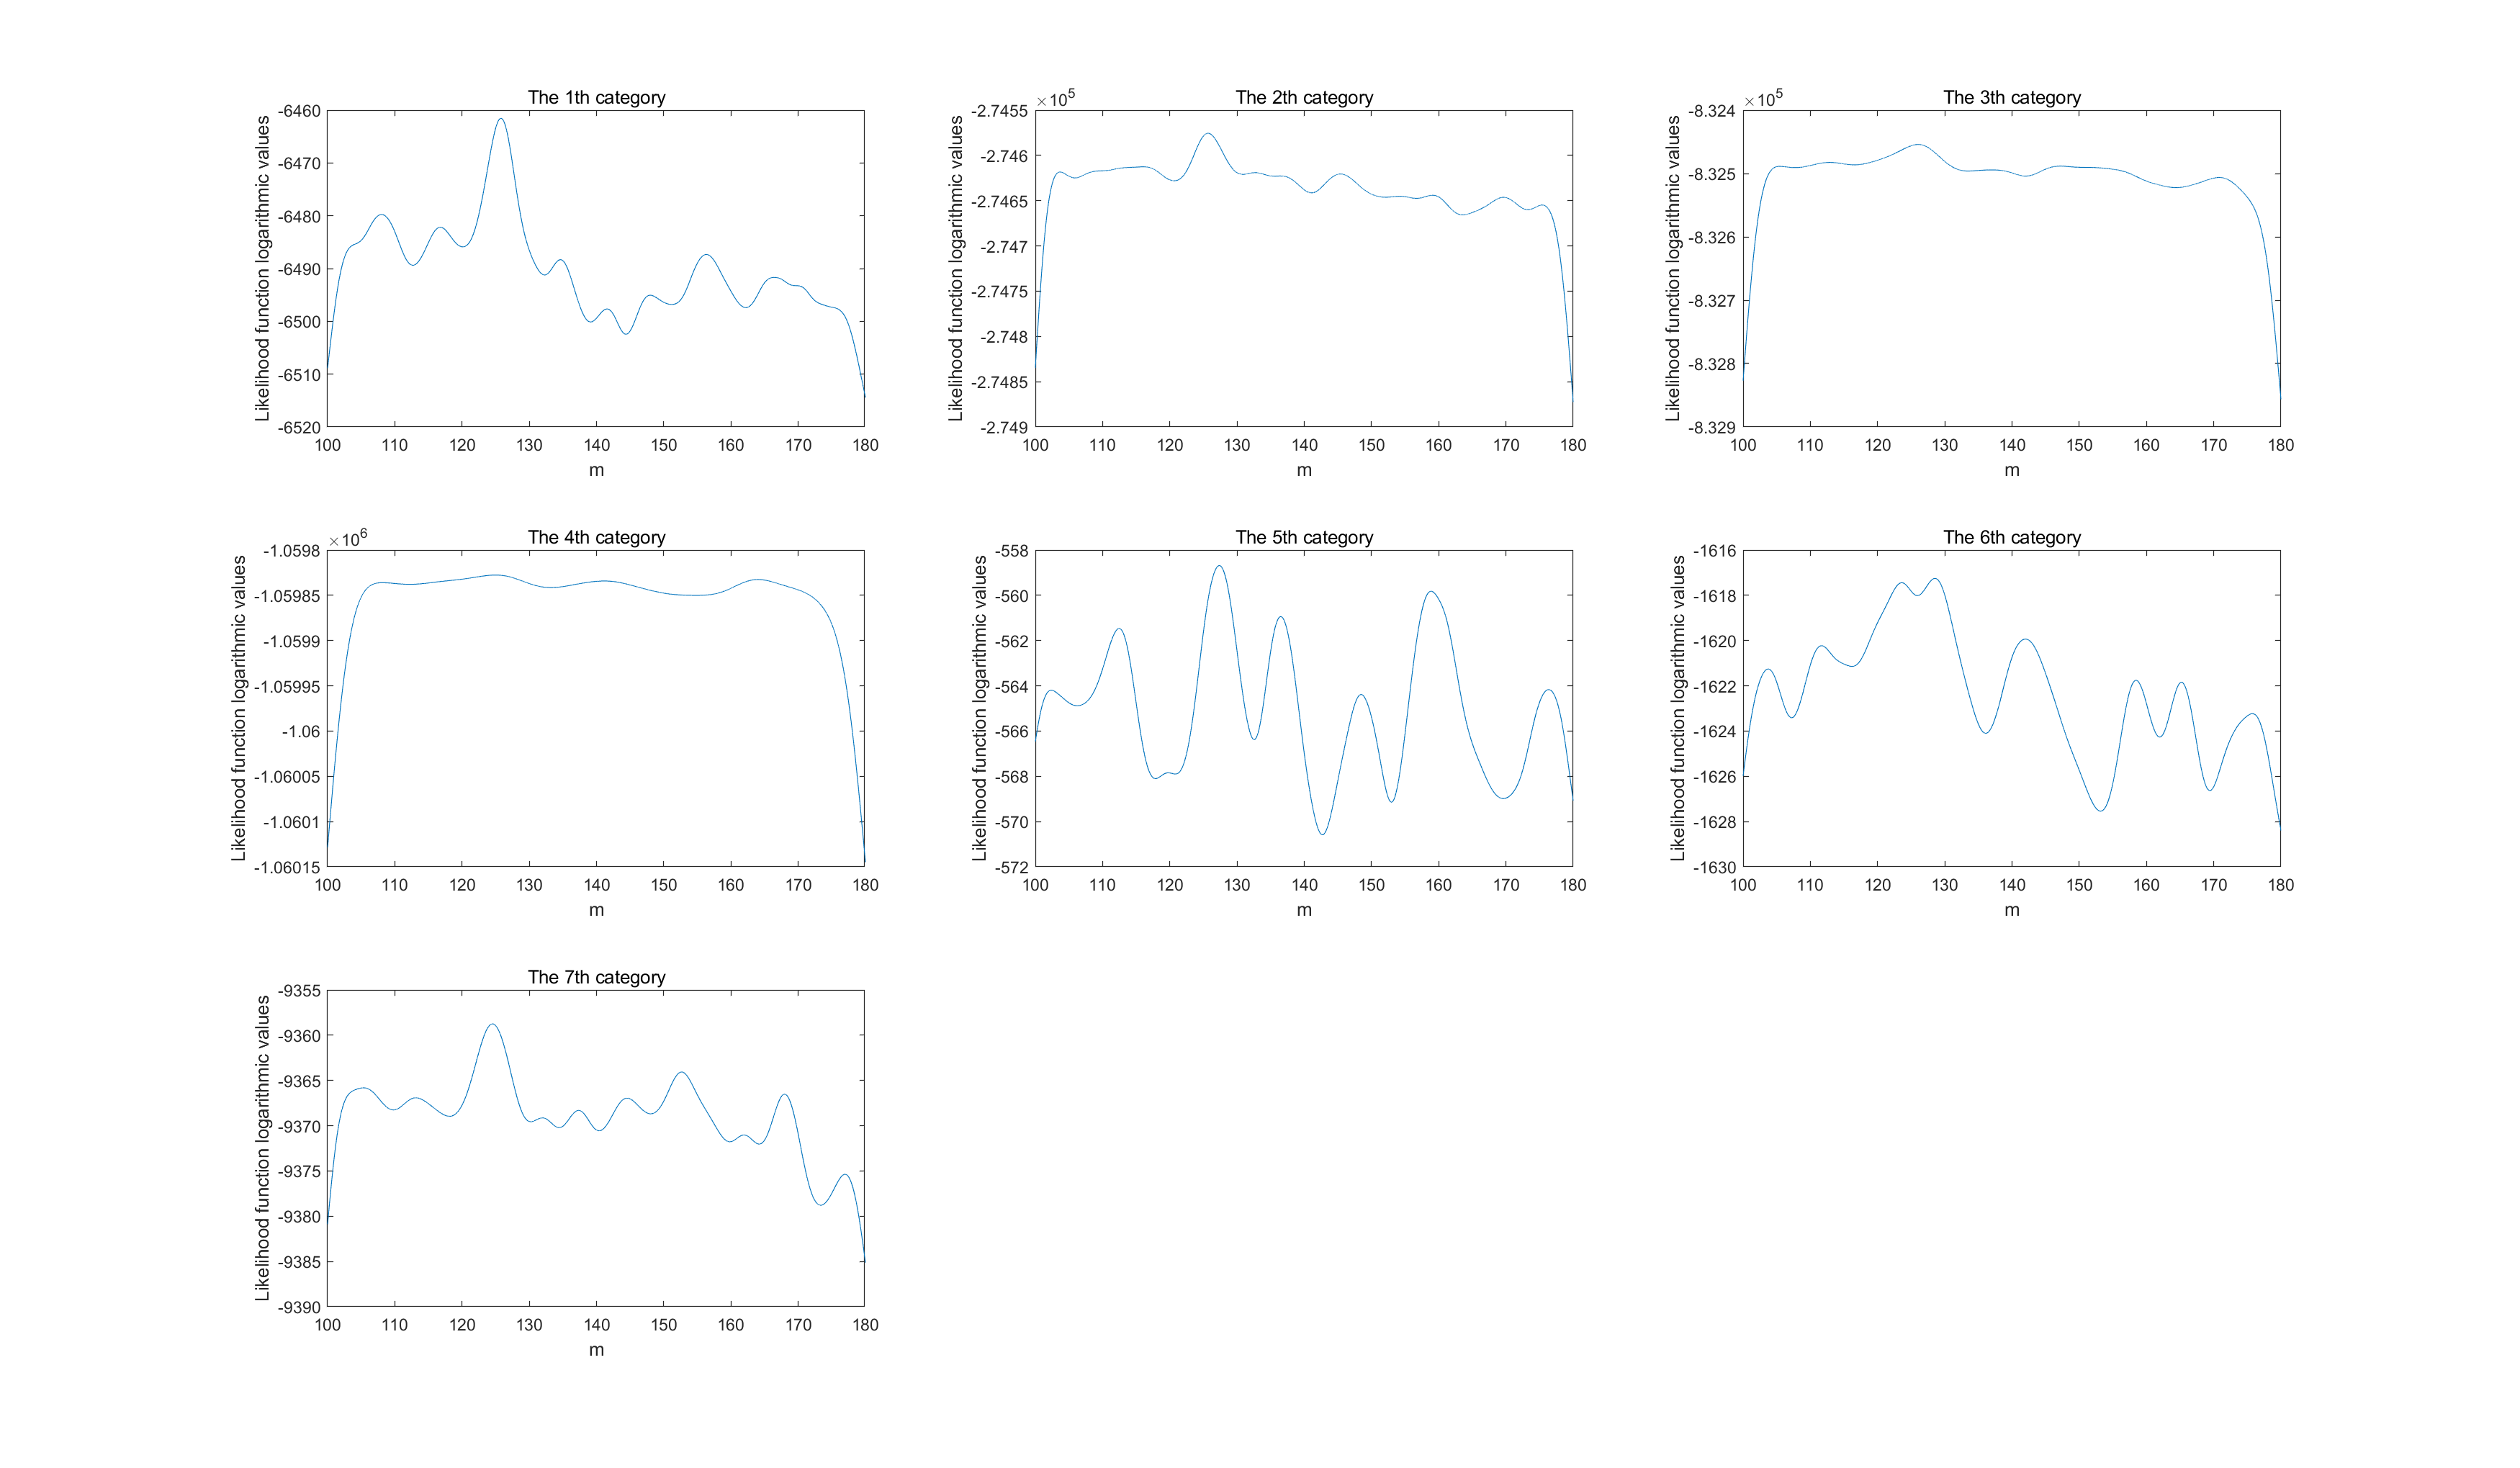 The 1th category
-6460
-6470
-6480
-6490
-6500
-6510
-6520
Likelihood function logarithmic values
100 110 120 130 140 150 160 170 180
m
The 2th category
×10^5
-2.7455
-2.746
-2.7465
-2.747
-2.7475
-2.748
-2.7485
-2.749
Likelihood function logarithmic values
100 110 120 130 140 150 160 170 180
m
The 3th category
×10^5
-8.324
-8.325
-8.326
-8.327
-8.328
-8.329
Likelihood function logarithmic values
100 110 120 130 140 150 160 170 180
m
The 4th category
×10^6
-1.0598
-1.05985
-1.0599
-1.05995
-1.06
-1.06005
-1.0601
-1.06015
Likelihood function logarithmic values
100 110 120 130 140 150 160 170 180
m
The 5th category
-558
-560
-562
-564
-566
-568
-570
-572
Likelihood function logarithmic values
100 110 120 130 140 150 160 170 180
m
The 6th category
-1616
-1618
-1620
-1622
-1624
-1626
-1628
-1630
Likelihood function logarithmic values
100 110 120 130 140 150 160 170 180
m
The 7th category
-9355
-9360
-9365
-9370
-9375
-9380
-9385
-9390
Likelihood function logarithmic values
100 110 120 130 140 150 160 170 180
m